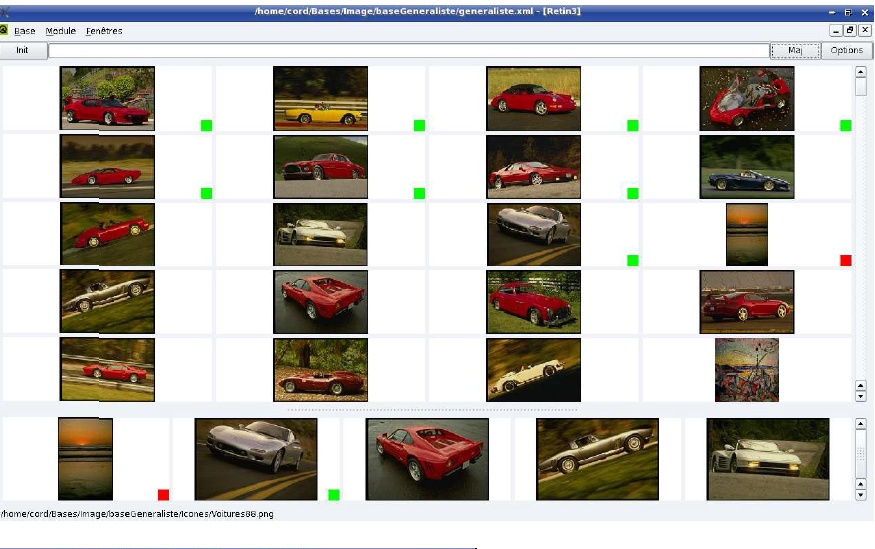 /home/cord/Bases/Image/baseGeneraliste/generaliste.xml - [Retin3]
Base Module Fenêtres
Init Maj Options
/home/cord/Bases/Image/baseGeneraliste/Icones/Voitures88.png